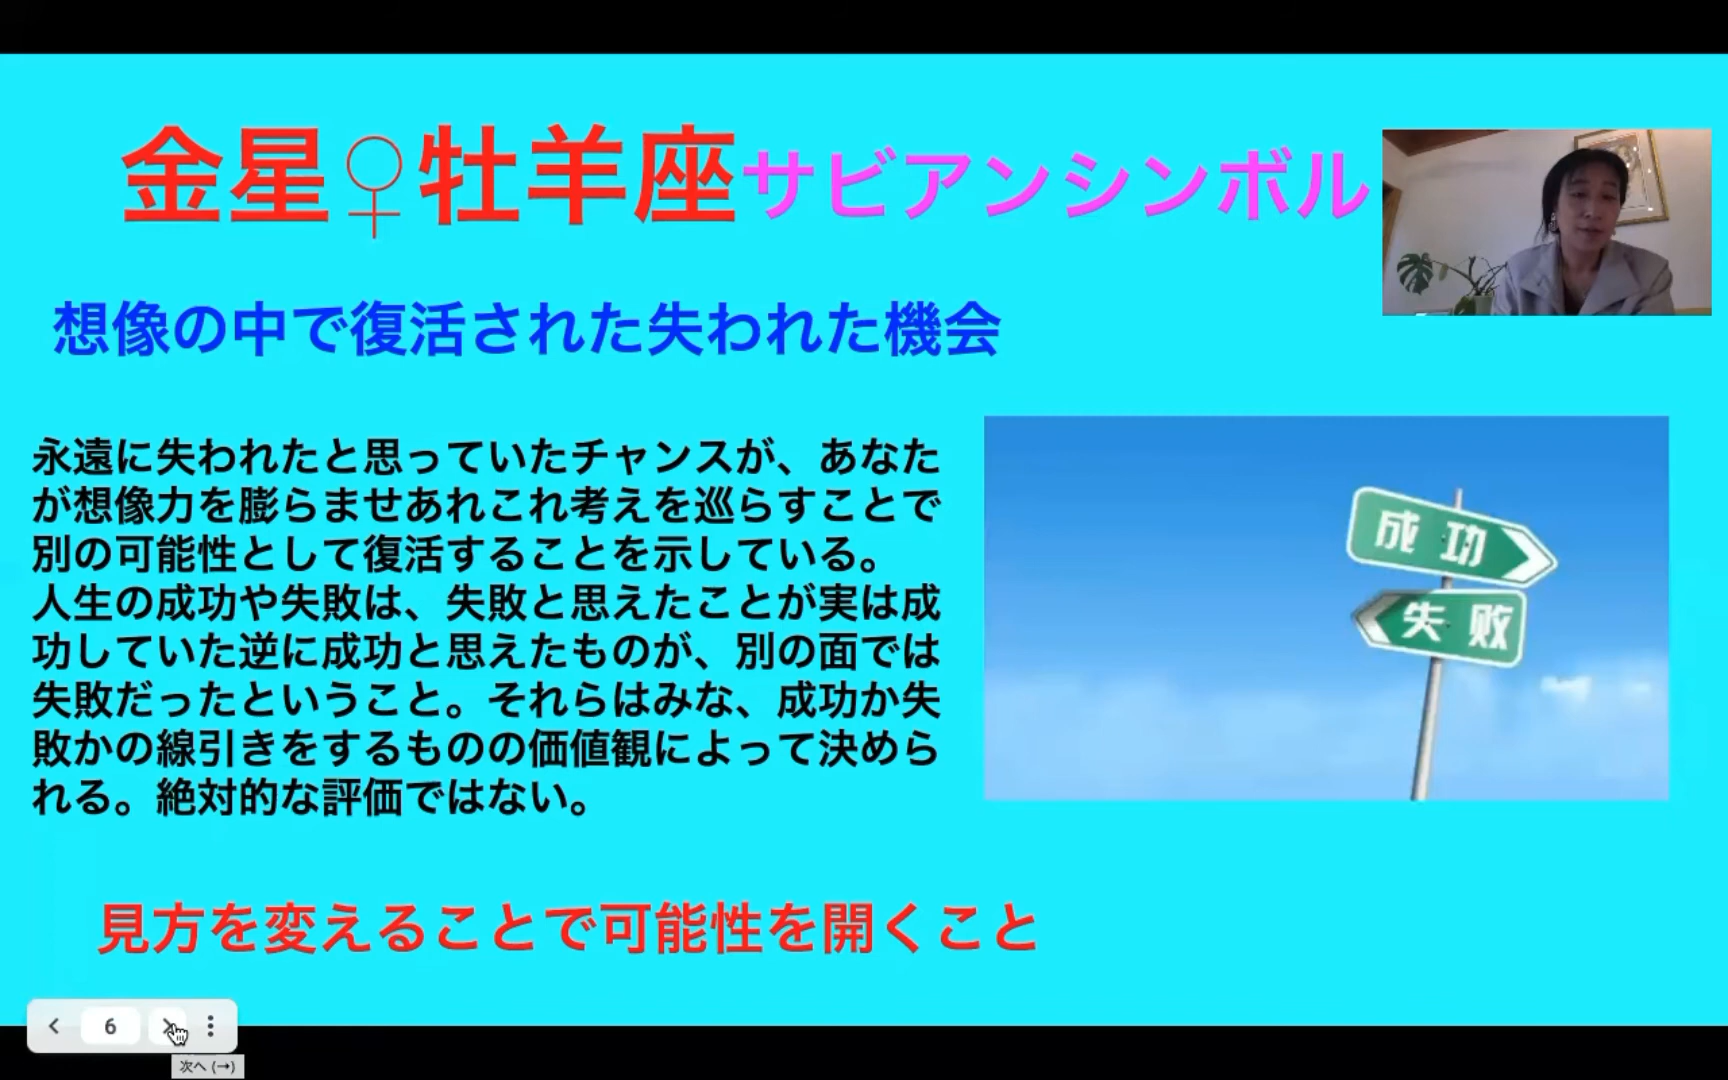 金星♀牡羊座サビアンシンボル
想像の中で復活された失われた機会
永遠に失われたと思っていたチャンスが、あなた
が想像力を膨らませあれこれ考えを巡らすことで
別の可能性として復活することを示している。
人生の成功や失敗は、失敗と思えたことが実は成
功していた逆に成功と思えたものが、別の面では
失敗だったということ。それらはみな、成功か失
敗かの線引きをするものの価値観によって決めら
れる。絶対的な評価ではない。
成功
失敗
見方を変えることで可能性を開くこと
6
次へ (→)